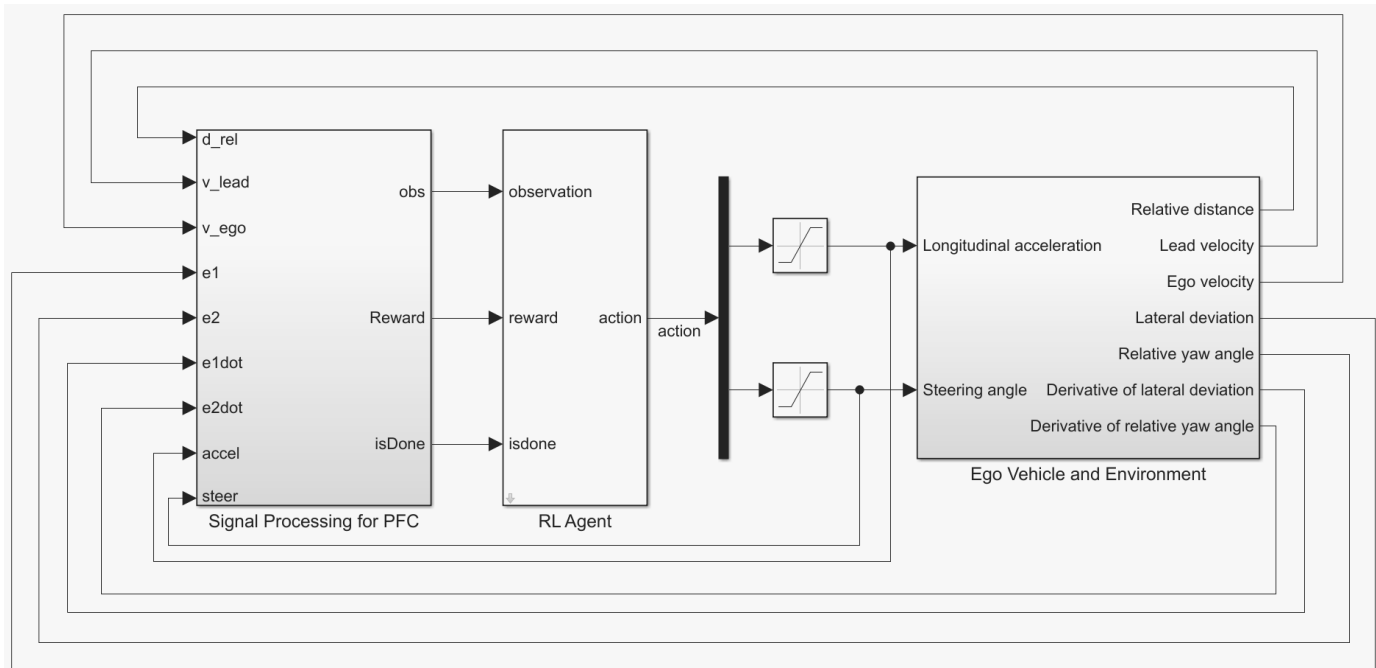 d_rel
v_lead
v_ego
e1
e2
e1dot
e2dot
accel
steer
obs
Reward
isDone
Signal Processing for PFC
observation
reward
isdone
action
RL Agent
action
Longitudinal acceleration
Steering angle
Relative distance
Lead velocity
Ego velocity
Lateral deviation
Relative yaw angle
Derivative of lateral deviation
Derivative of relative yaw angle
Ego Vehicle and Environment